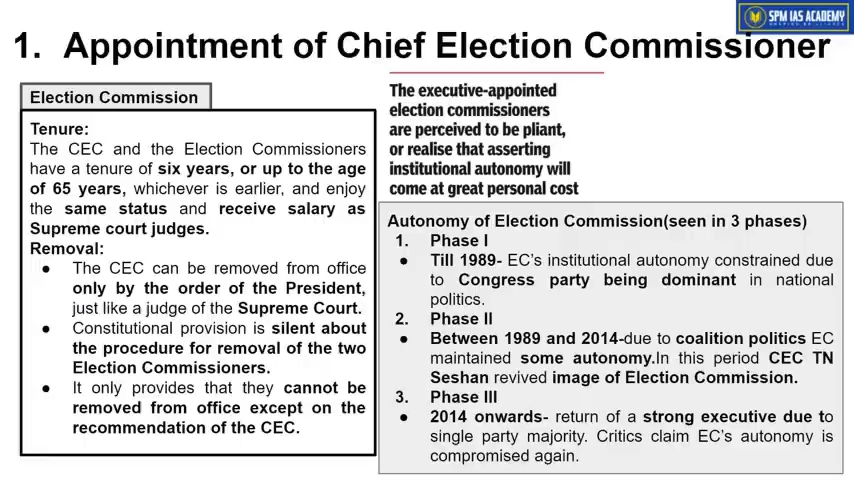 SPM IAS ACADEMY
SHAPING BRILLIANCE
1. Appointment of Chief Election Commissioner
Election Commission
Tenure:
The CEC and the Election Commissioners
have a tenure of six years, or up to the age
of 65 years, whichever is earlier, and enjoy
the same status and receive salary as
Supreme court judges.
Removal:
● The CEC can be removed from office
only by the order of the President,
just like a judge of the Supreme Court.
● Constitutional provision is silent about
the procedure for removal of the two
Election Commissioners.
● It only provides that they cannot be
removed from office except on the
recommendation of the CEC.
The executive-appointed
election commissioners
are perceived to be pliant,
or realise that asserting
institutional autonomy will
come at great personal cost
Autonomy of Election Commission(seen in 3 phases)
1. Phase I
● Till 1989- EC's institutional autonomy constrained due
to Congress party being dominant in national
politics.
2. Phase II
● Between 1989 and 2014-due to coalition politics EC
maintained some autonomy.In this period CEC TN
Seshan revived image of Election Commission.
3. Phase III
● 2014 onwards- return of a strong executive due to
single party majority. Critics claim EC's autonomy is
compromised again.